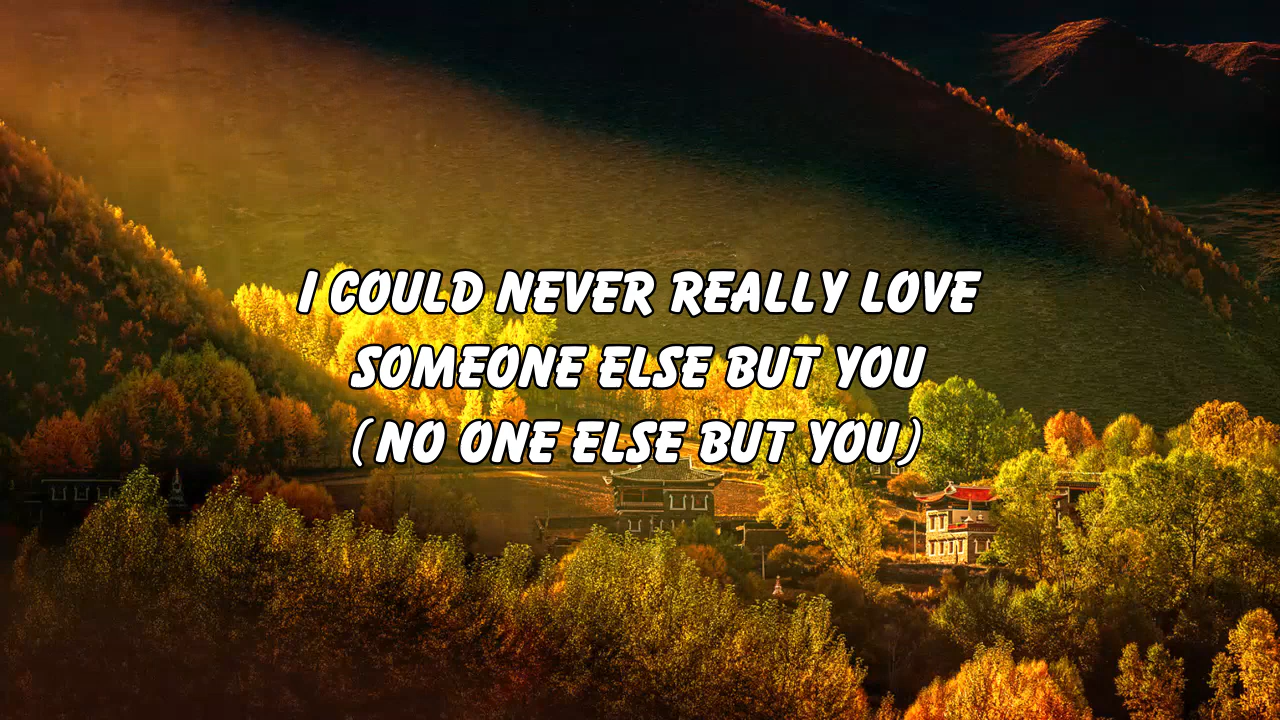 I COULD NEVER REALLY LOVE
SOMEONE ELSE BUT YOU
(NO ONE ELSE BUT YOU)